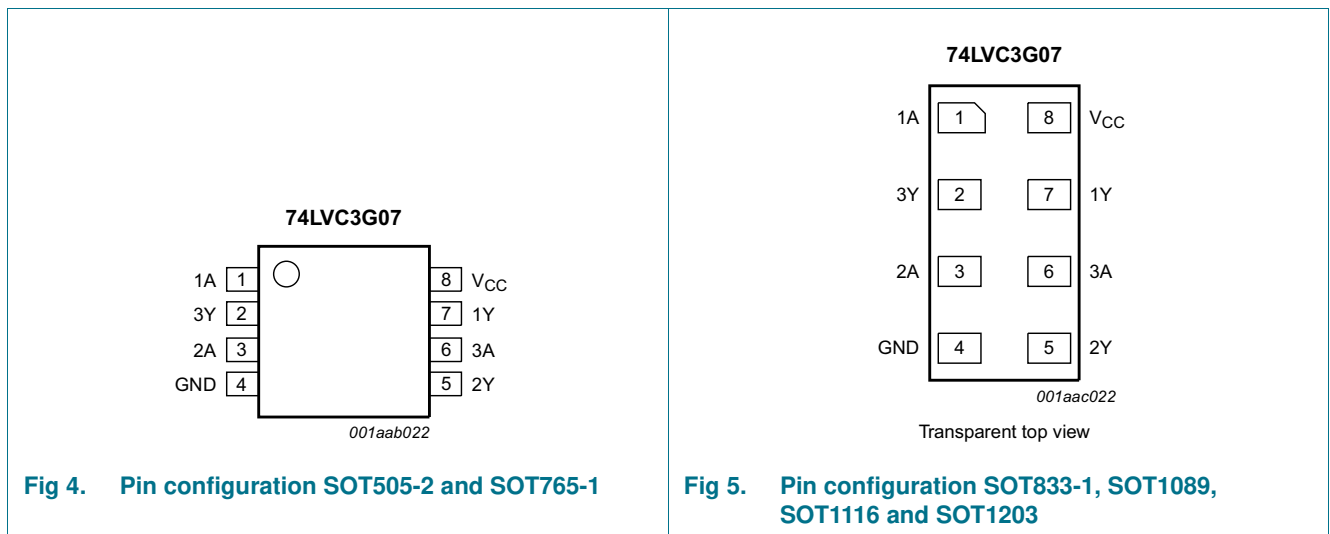 74LVC3G07
1A 1 8 VCC
3Y 2 7 1Y
2A 3 6 3A
GND 4 5 2Y
001aab022
Fig 4. Pin configuration SOT505-2 and SOT765-1
74LVC3G07
1A 1 8 VCC
3Y 2 7 1Y
2A 3 6 3A
GND 4 5 2Y
001aac022
Transparent top view
Fig 5. Pin configuration SOT833-1, SOT1089,
SOT1116 and SOT1203